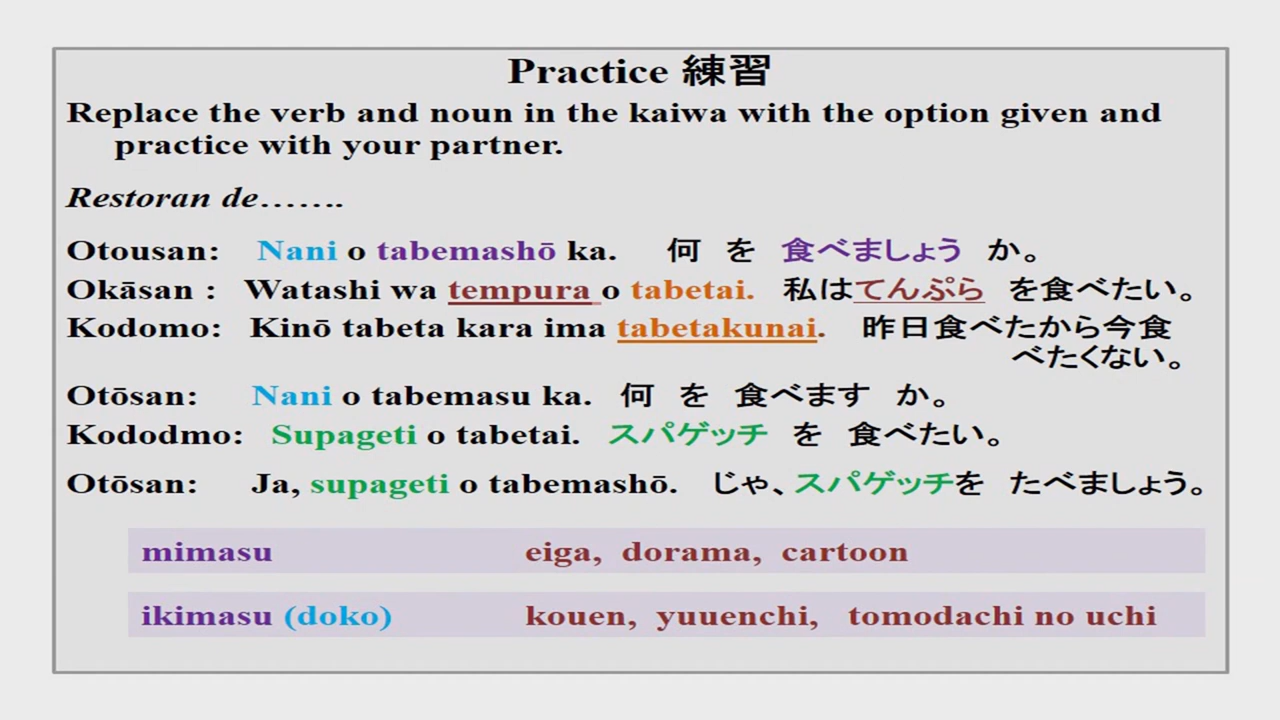 Practice 練習
Replace the verb and noun in the kaiwa with the option given and
practice with your partner.
Restoran de…….
Otousan: Nani o tabemashō ka. 何 を 食べましょう か。
Okāsan : Watashi wa tempura o tabetai. 私はてんぷら を食べたい。
Kodomo: Kinō tabeta kara ima tabetakunai. 昨日食べたから今食
べたくない。
Otōsan: Nani o tabemasu ka. 何 を 食べます か。
Kododmo: Supageti o tabetai. スパゲッチ を 食べたい。
Otōsan: Ja, supageti o tabemashō. じゃ、スパゲッチを たべましょう。
mimasu eiga, dorama, cartoon
ikimasu (doko) kouen, yuuenchi, tomodachi no uchi